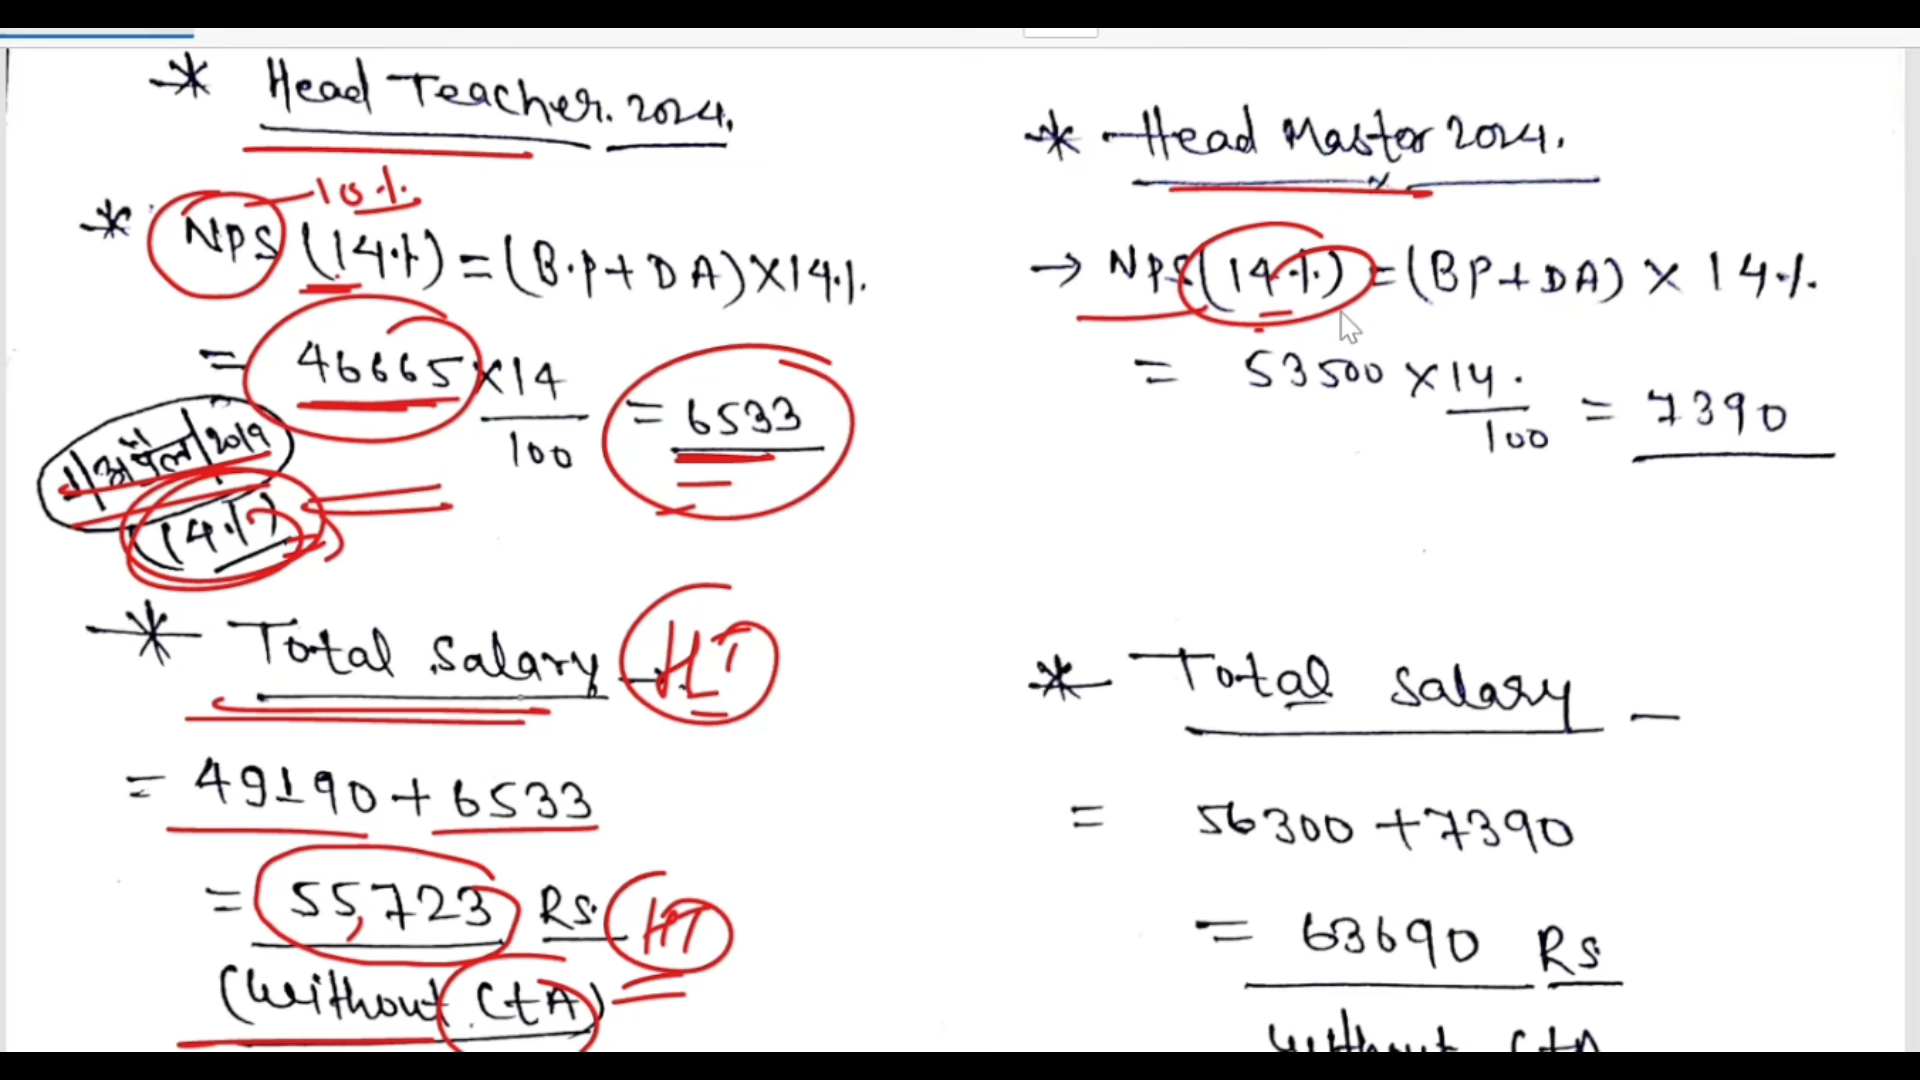 * Head Teacher. 2024.
10%
* NPS (14%) = (B.P + DA) X 14%.
= 46665 X 14 / 100 = 6533
1 अप्रैल 2019
(14%)
* Total Salary - HT
= 49190 + 6533
= 55,723 Rs. HT
(Without CtA)
* Head Master 2024.
→ NPS (14%) = (BP + DA) X 14%.
= 53500 X 14. / 100 = 7390
* Total Salary -
= 56300 + 7390
= 63690 Rs
Without CtA